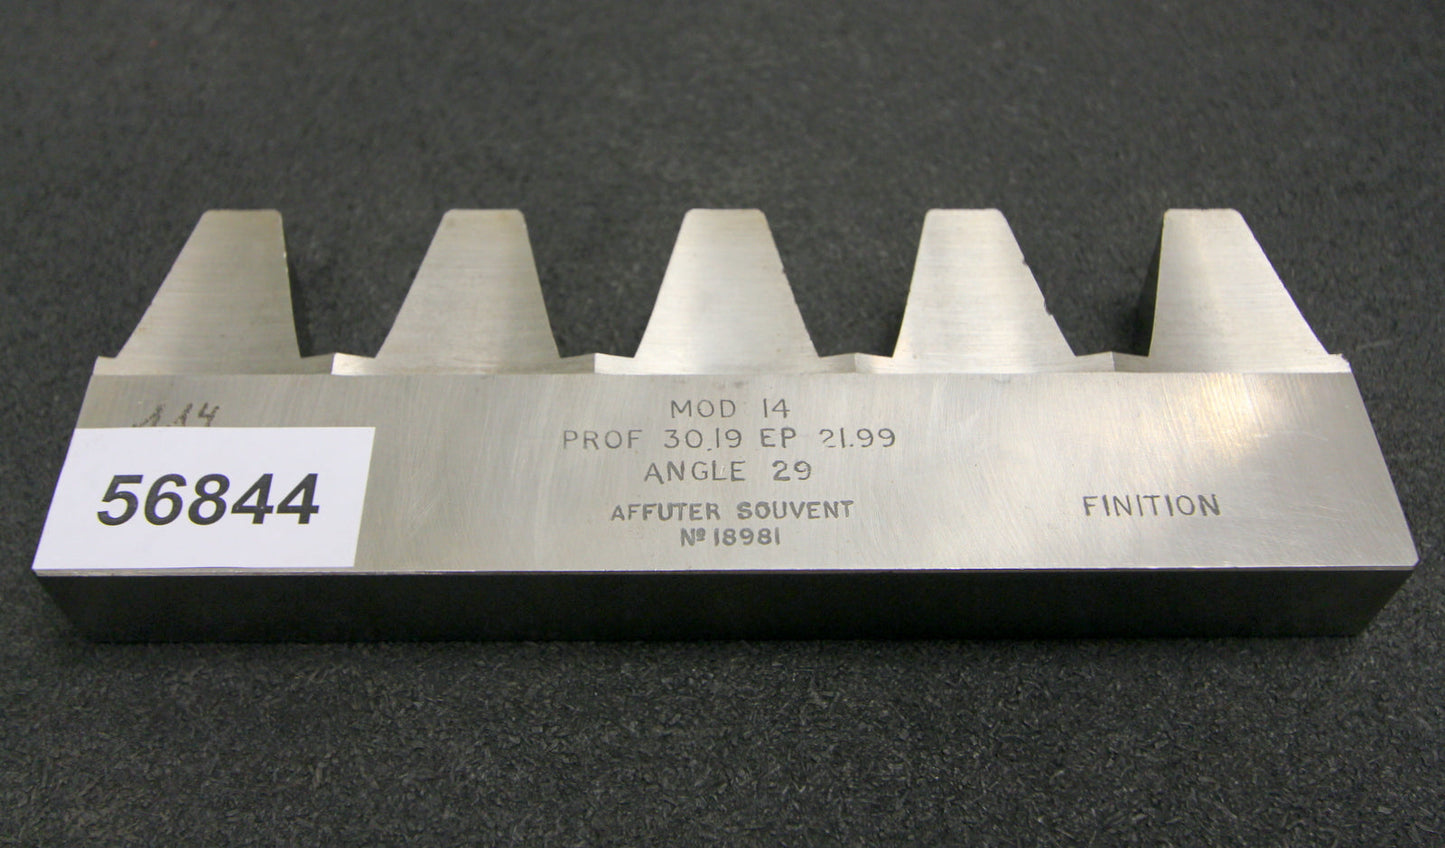 MOD 14
PROF 30.19 EP 21.99
ANGLE 29
AFFUTER SOUVENT
Nº 18981
FINITION
56844